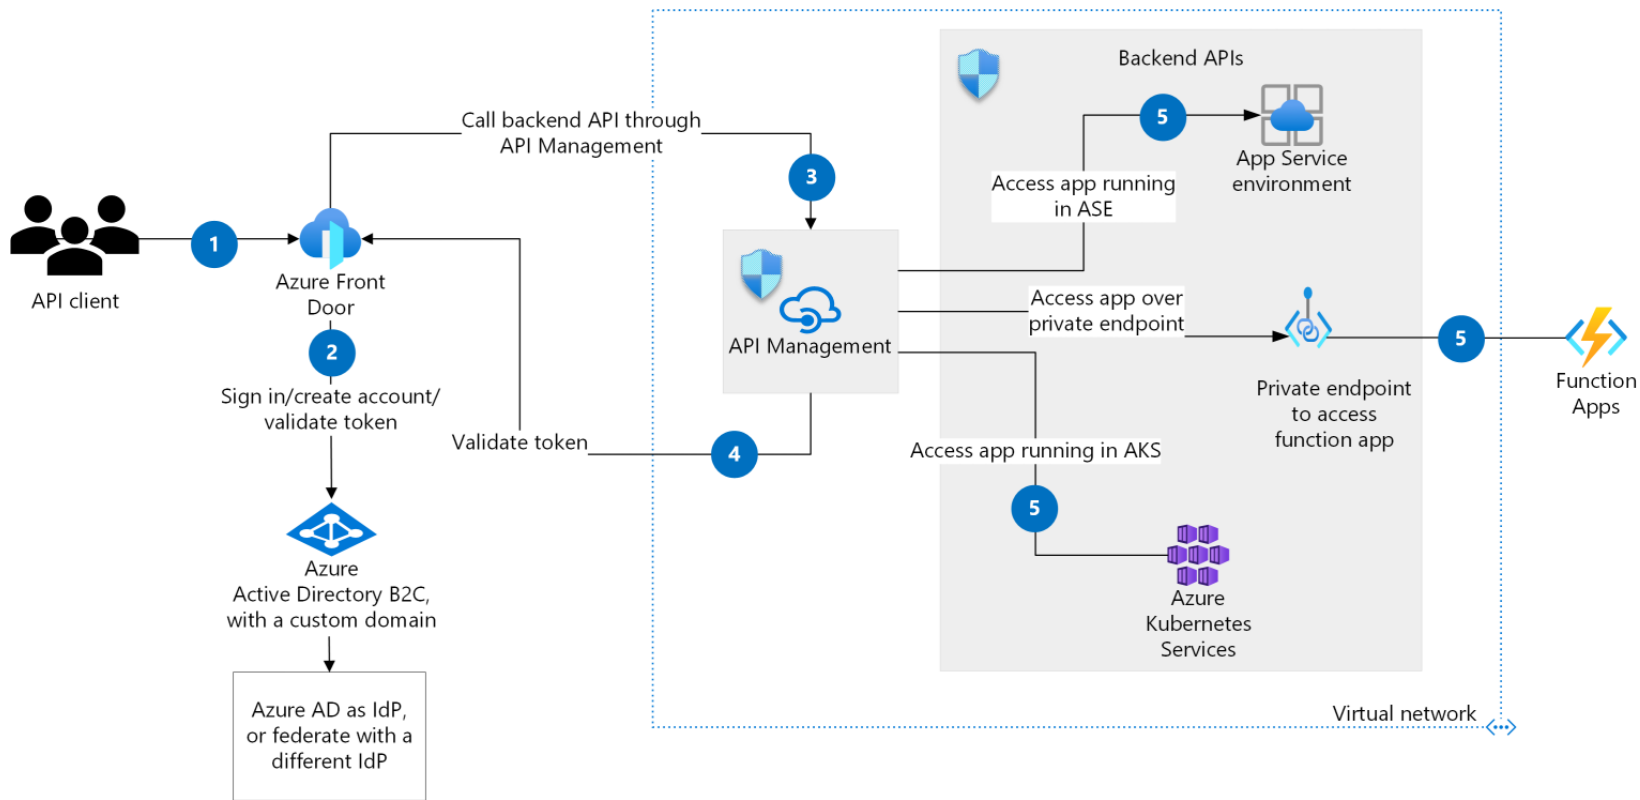 Backend APIs
Call backend API through
API Management
5
App Service
environment
3
Access app running
in ASE
1
API client
Azure Front
Door
API Management
Access app over
private endpoint
5
Private endpoint
to access
function app
Function
Apps
2
Sign in/create account/
validate token
Validate token
4
Access app running in AKS
5
Azure
Kubernetes
Services
Azure
Active Directory B2C,
with a custom domain
Azure AD as IdP,
or federate with a
different IdP
Virtual network